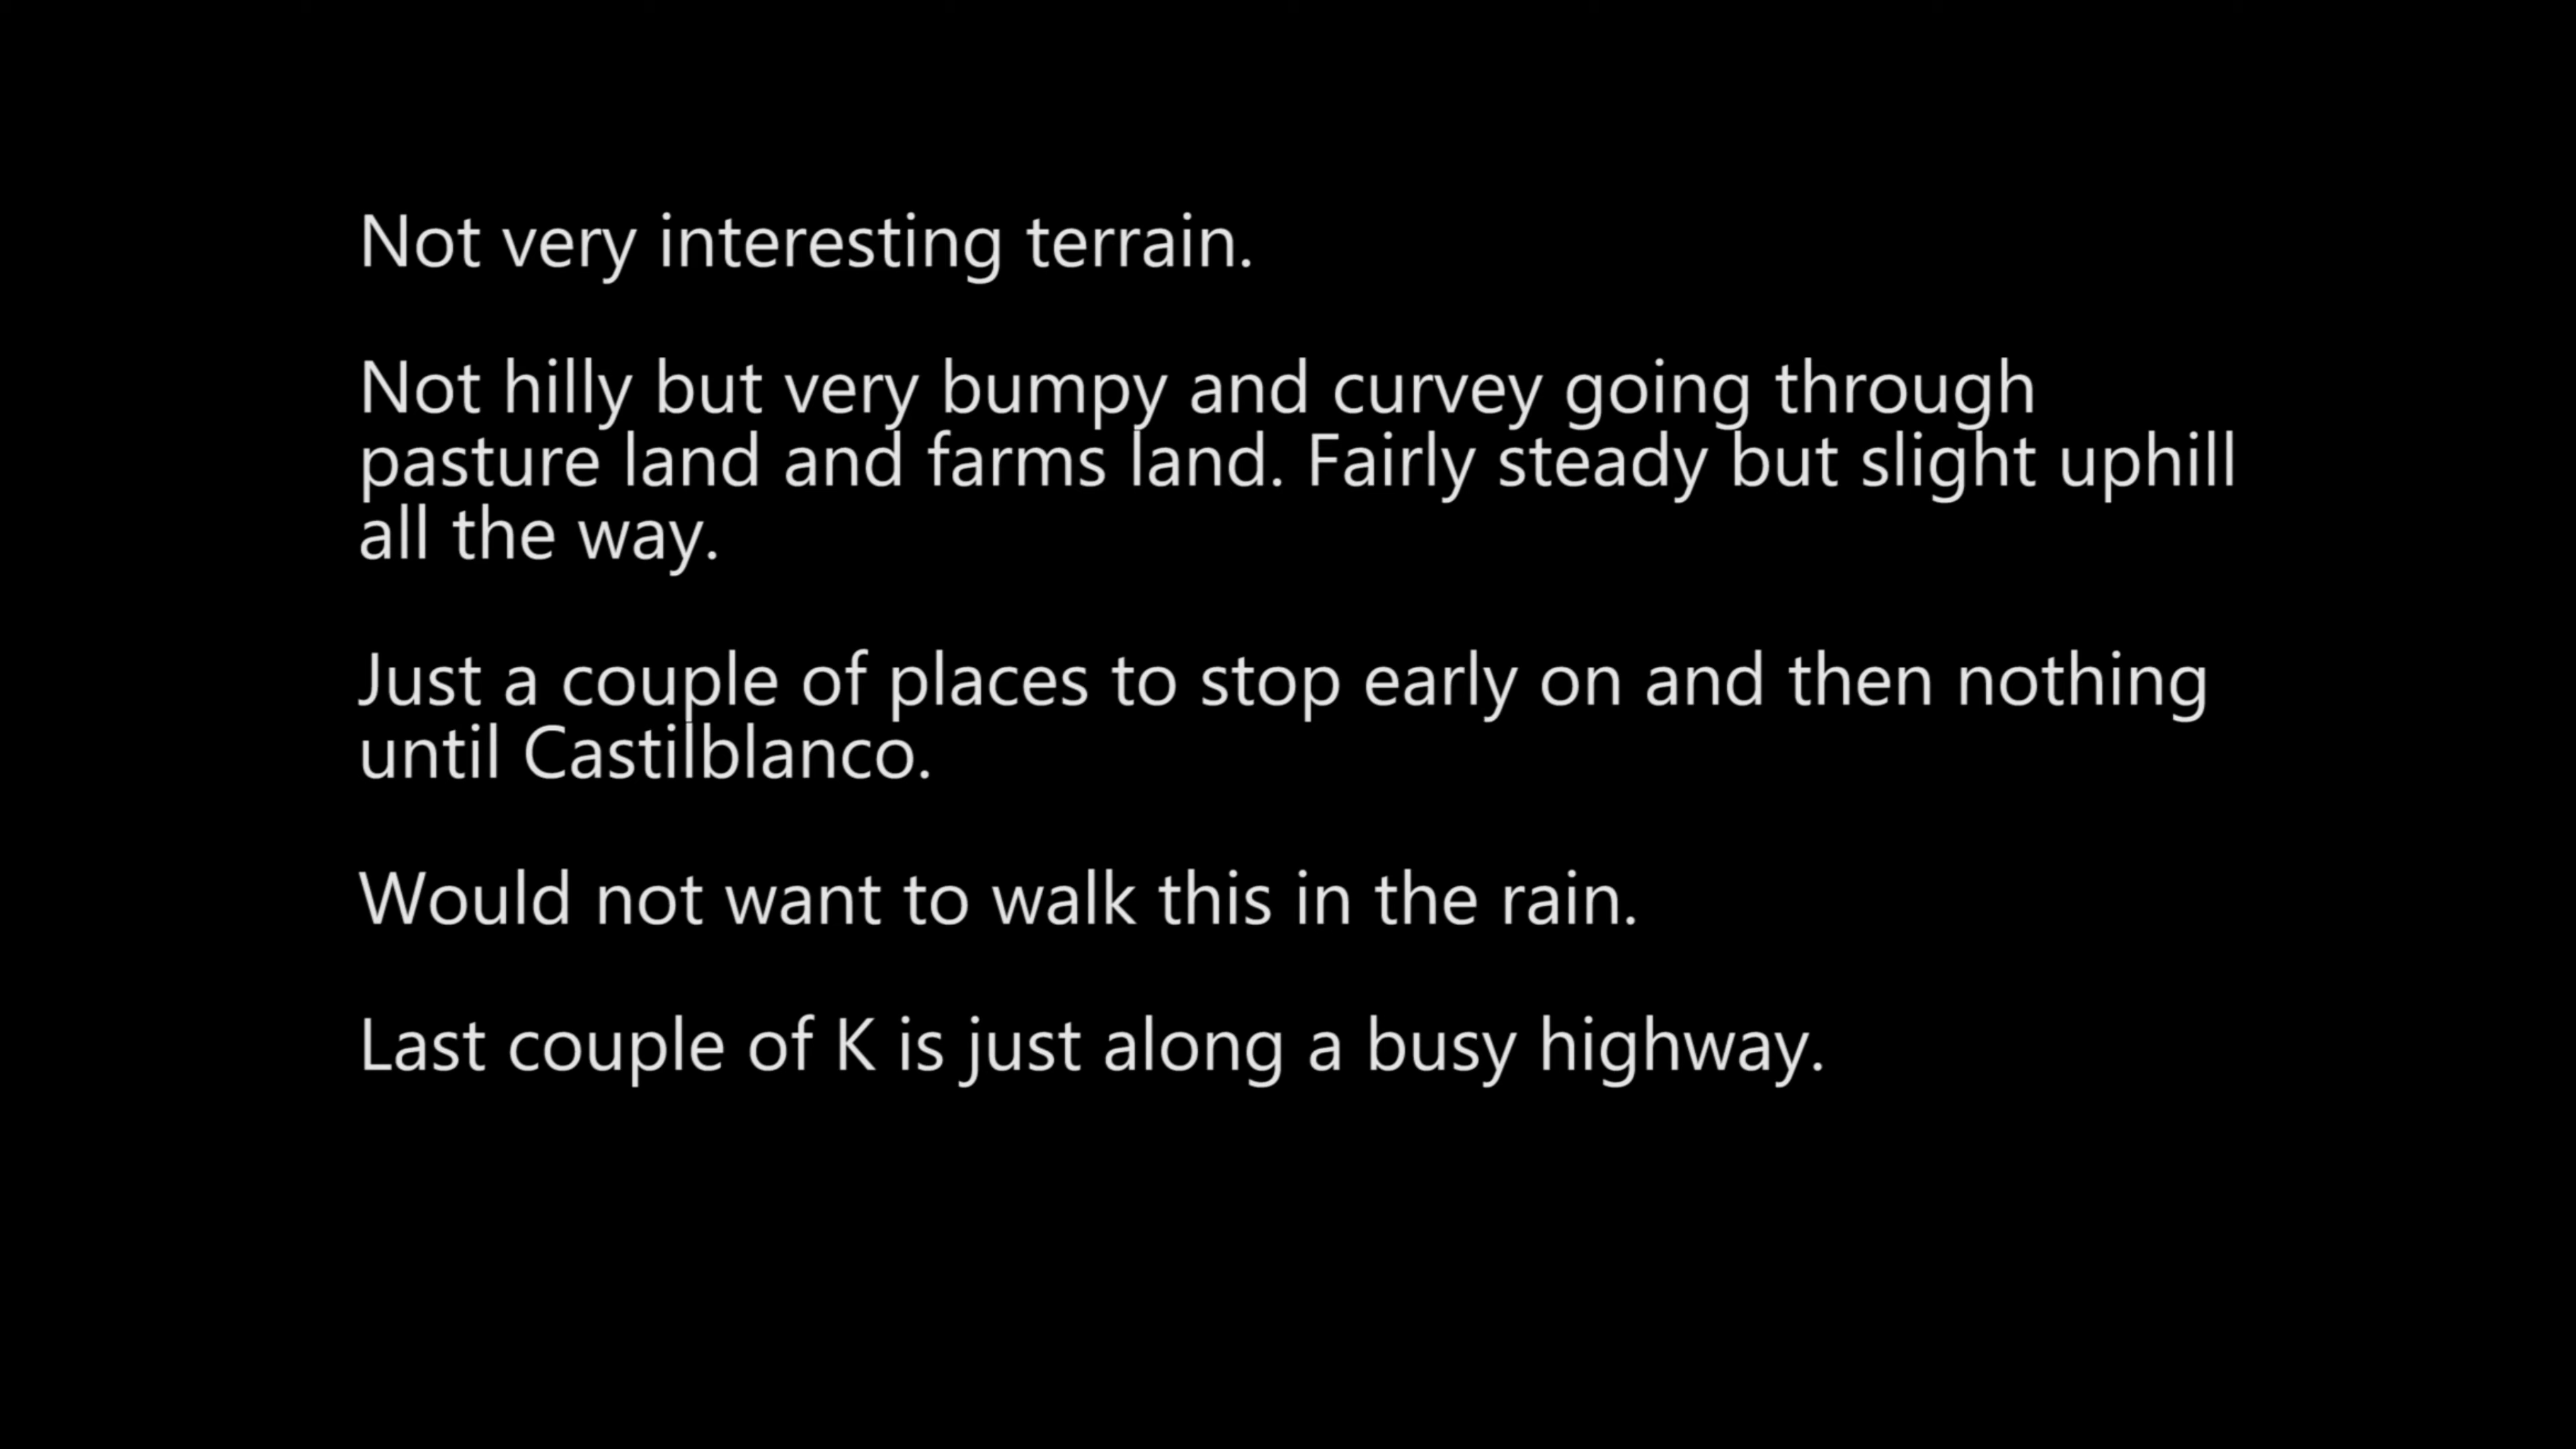 Not very interesting terrain.
Not hilly but very bumpy and curvey going through
pasture land and farms land. Fairly steady but slight uphill
all the way.
Just a couple of places to stop early on and then nothing
until Castilblanco.
Would not want to walk this in the rain.
Last couple of K is just along a busy highway.